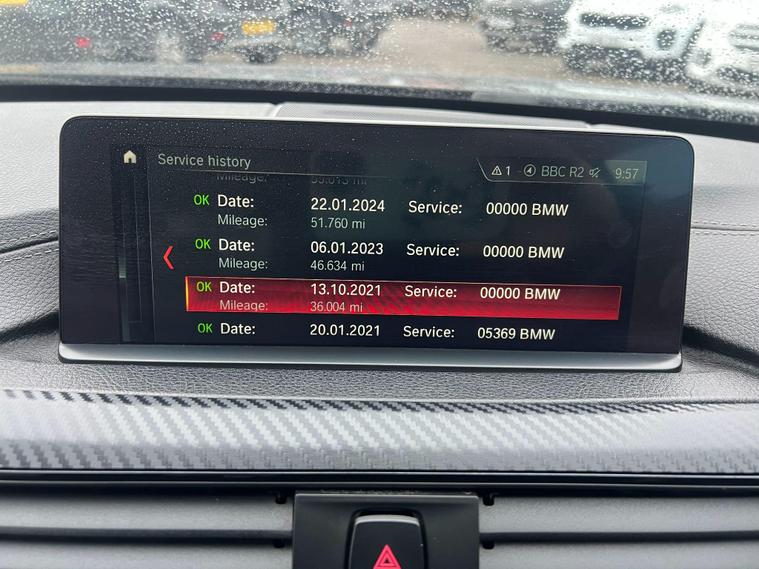 Service history
1 BBC R2 9:57
Mileage: mi
OK Date: 22.01.2024 Service: 00000 BMW
Mileage: 51.760 mi
OK Date: 06.01.2023 Service: 00000 BMW
Mileage: 46.634 mi
OK Date: 13.10.2021 Service: 00000 BMW
Mileage: 36.004 mi
OK Date: 20.01.2021 Service: 05369 BMW